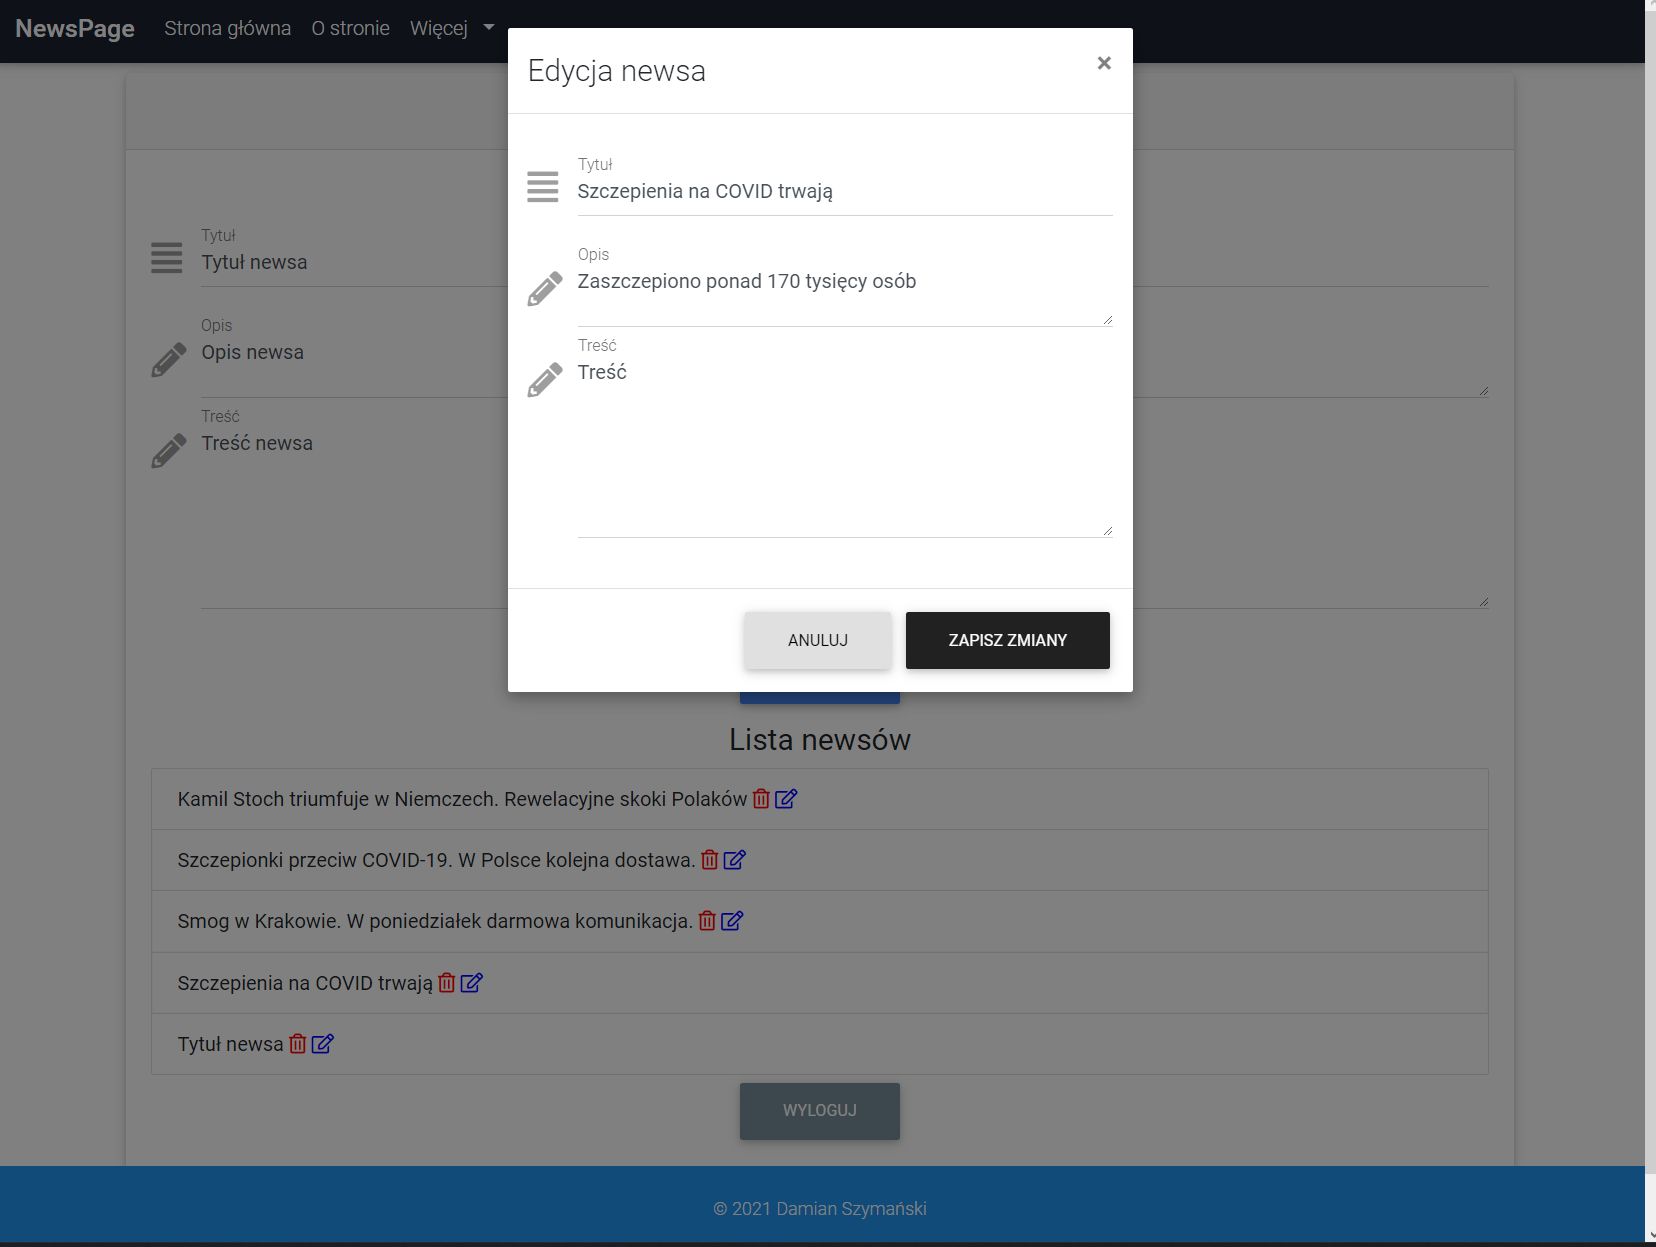 NewsPage Strona główna O stronie Więcej
Edycja newsa ×
Tytuł
Szczepienia na COVID trwają
Opis
Zaszczepiono ponad 170 tysięcy osób
Treść
Treść
ANULUJ ZAPISZ ZMIANY
Tytuł
Tytuł newsa
Opis
Opis newsa
Treść
Treść newsa
Lista newsów
Kamil Stoch triumfuje w Niemczech. Rewelacyjne skoki Polaków
Szczepionki przeciw COVID-19. W Polsce kolejna dostawa.
Smog w Krakowie. W poniedziałek darmowa komunikacja.
Szczepienia na COVID trwają
Tytuł newsa
WYLOGUJ
© 2021 Damian Szymański